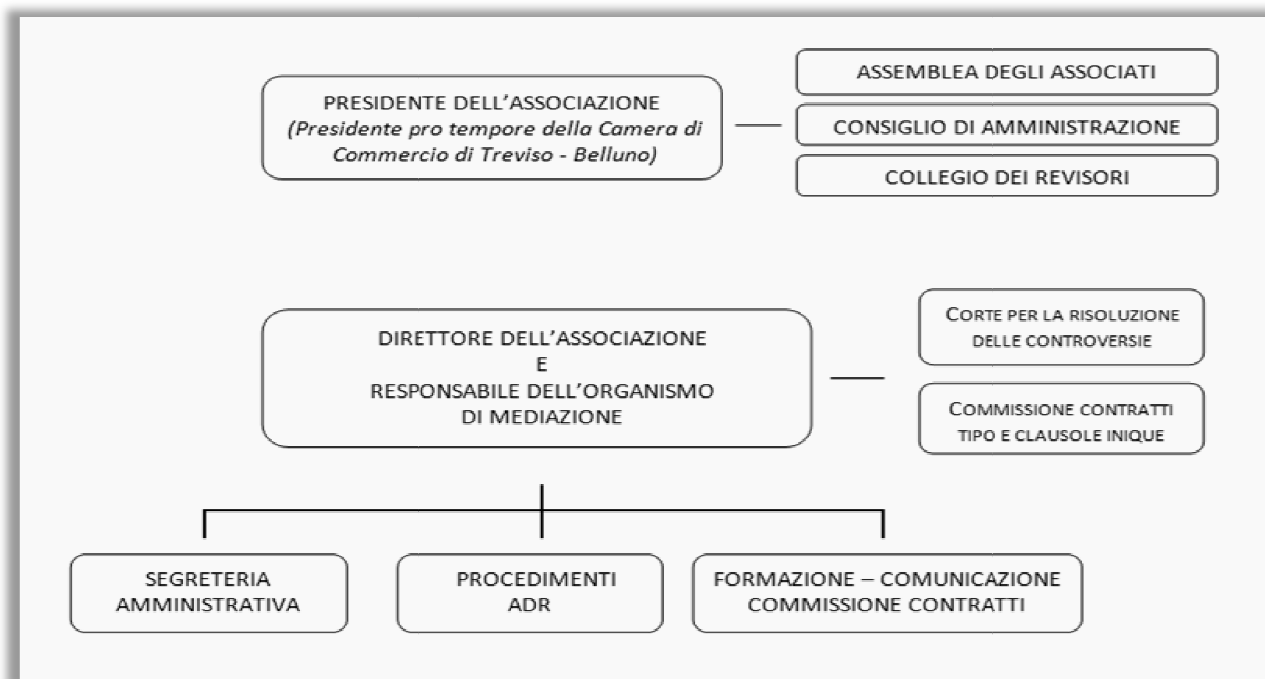 PRESIDENTE DELL’ASSOCIAZIONE
(Presidente pro tempore della Camera di
Commercio di Treviso - Belluno)
ASSEMBLEA DEGLI ASSOCIATI
CONSIGLIO DI AMMINISTRAZIONE
COLLEGIO DEI REVISORI
DIRETTORE DELL’ASSOCIAZIONE
E
RESPONSABILE DELL’ORGANISMO
DI MEDIAZIONE
CORTE PER LA RISOLUZIONE
DELLE CONTROVERSIE
COMMISSIONE CONTRATTI
TIPO E CLAUSOLE INIQUE
SEGRETERIA
AMMINISTRATIVA
PROCEDIMENTI
ADR
FORMAZIONE – COMUNICAZIONE
COMMISSIONE CONTRATTI